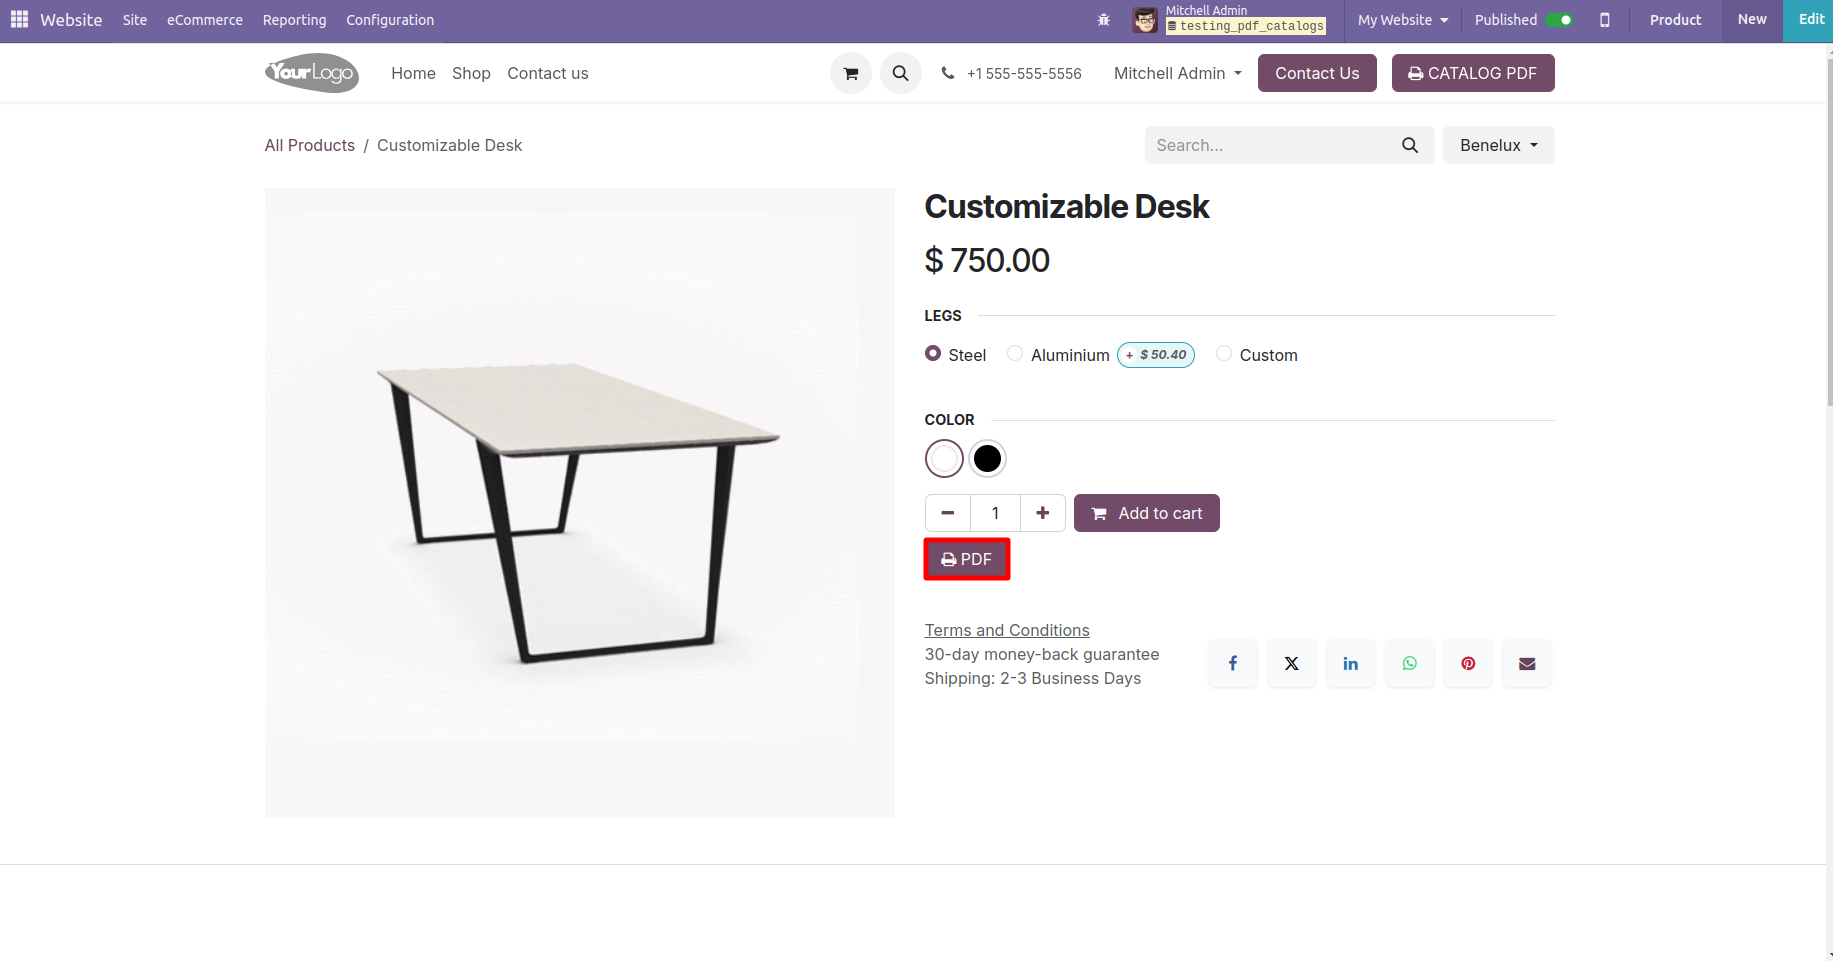 Website Site eCommerce Reporting Configuration Mitchell Admin testing_pdf_catalogs My Website Published Product New Edit
YourLogo Home Shop Contact us +1 555-555-5556 Mitchell Admin Contact Us CATALOG PDF
All Products / Customizable Desk Search... Benelux
Customizable Desk
$ 750.00
LEGS
Steel Aluminium + $ 50.40 Custom
COLOR
1 Add to cart
PDF
Terms and Conditions
30-day money-back guarantee
Shipping: 2-3 Business Days